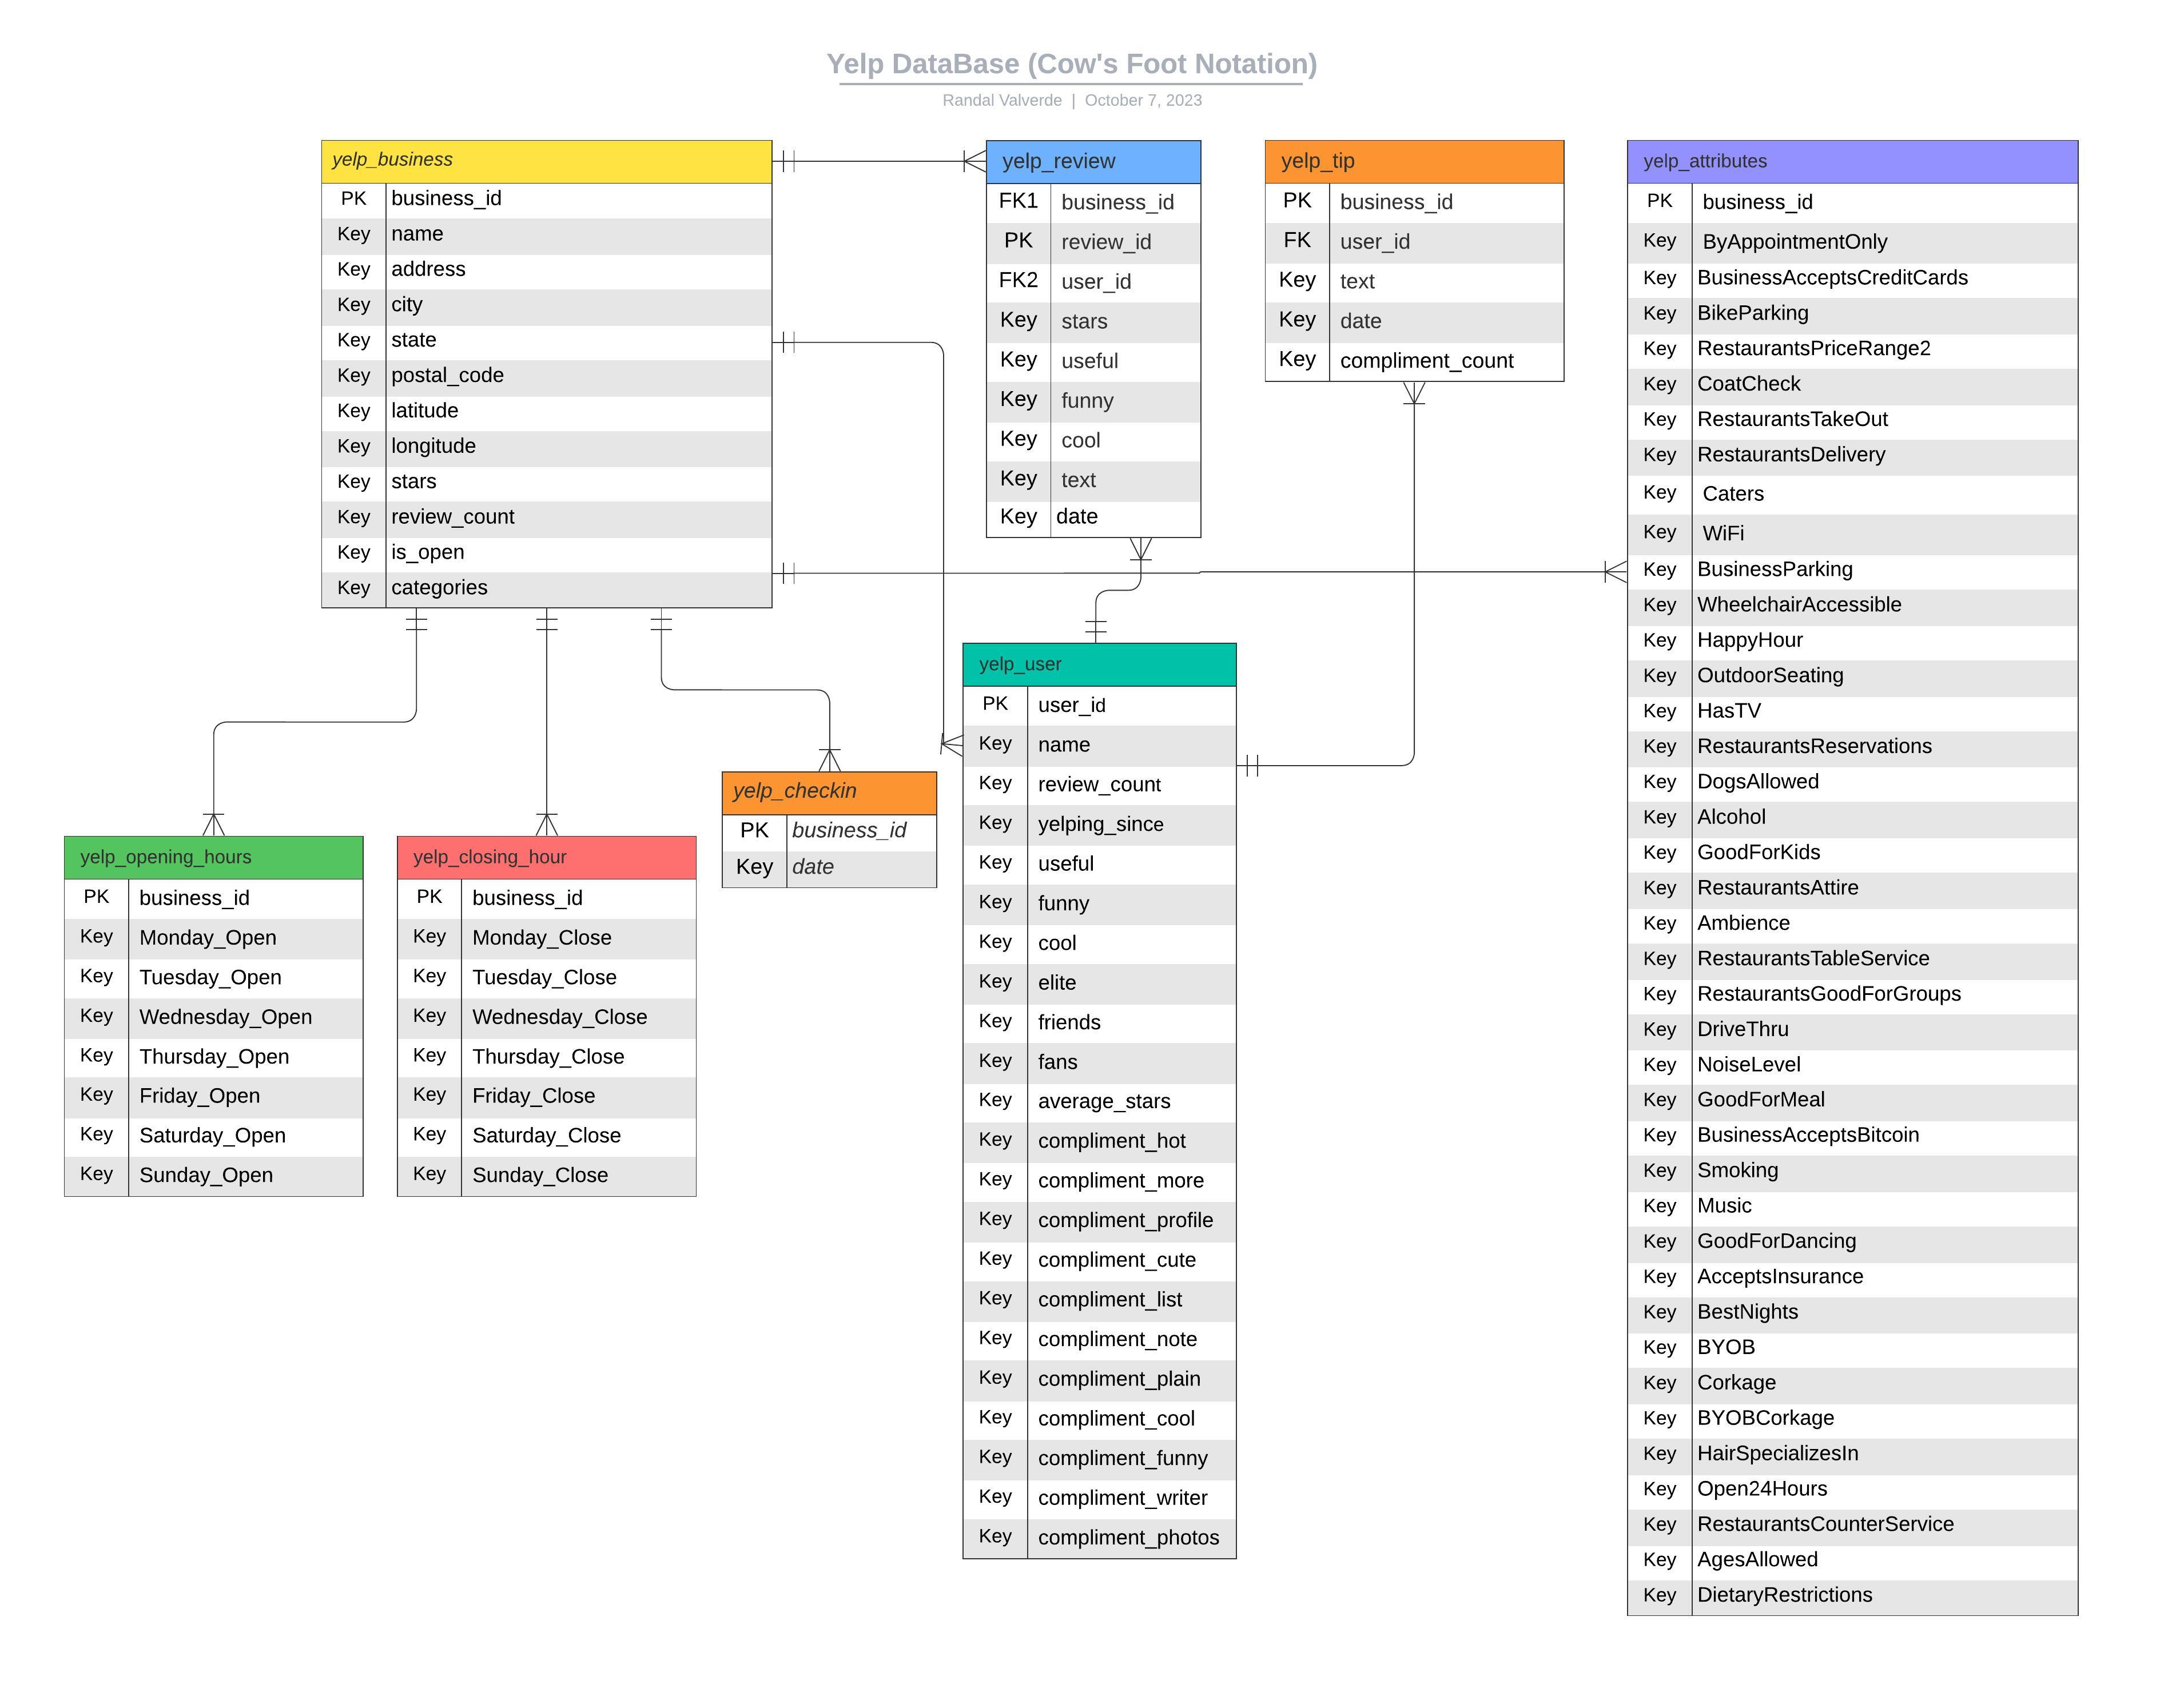 Yelp DataBase (Cow's Foot Notation)
Randal Valverde | October 7, 2023
yelp_business
PK business_id
Key name
Key address
Key city
Key state
Key postal_code
Key latitude
Key longitude
Key stars
Key review_count
Key is_open
Key categories
yelp_review
FK1 business_id
PK review_id
FK2 user_id
Key stars
Key useful
Key funny
Key cool
Key text
Key date
yelp_tip
PK business_id
FK user_id
Key text
Key date
Key compliment_count
yelp_attributes
PK business_id
Key ByAppointmentOnly
Key BusinessAcceptsCreditCards
Key BikeParking
Key RestaurantsPriceRange2
Key CoatCheck
Key RestaurantsTakeOut
Key RestaurantsDelivery
Key Caters
Key WiFi
Key BusinessParking
Key WheelchairAccessible
Key HappyHour
Key OutdoorSeating
Key HasTV
Key RestaurantsReservations
Key DogsAllowed
Key Alcohol
Key GoodForKids
Key RestaurantsAttire
Key Ambience
Key RestaurantsTableService
Key RestaurantsGoodForGroups
Key DriveThru
Key NoiseLevel
Key GoodForMeal
Key BusinessAcceptsBitcoin
Key Smoking
Key Music
Key GoodForDancing
Key AcceptsInsurance
Key BestNights
Key BYOB
Key Corkage
Key BYOBCorkage
Key HairSpecializesIn
Key Open24Hours
Key RestaurantsCounterService
Key AgesAllowed
Key DietaryRestrictions
yelp_user
PK user_id
Key name
Key review_count
Key yelping_since
Key useful
Key funny
Key cool
Key elite
Key friends
Key fans
Key average_stars
Key compliment_hot
Key compliment_more
Key compliment_profile
Key compliment_cute
Key compliment_list
Key compliment_note
Key compliment_plain
Key compliment_cool
Key compliment_funny
Key compliment_writer
Key compliment_photos
yelp_checkin
PK business_id
Key date
yelp_opening_hours
PK business_id
Key Monday_Open
Key Tuesday_Open
Key Wednesday_Open
Key Thursday_Open
Key Friday_Open
Key Saturday_Open
Key Sunday_Open
yelp_closing_hour
PK business_id
Key Monday_Close
Key Tuesday_Close
Key Wednesday_Close
Key Thursday_Close
Key Friday_Close
Key Saturday_Close
Key Sunday_Close